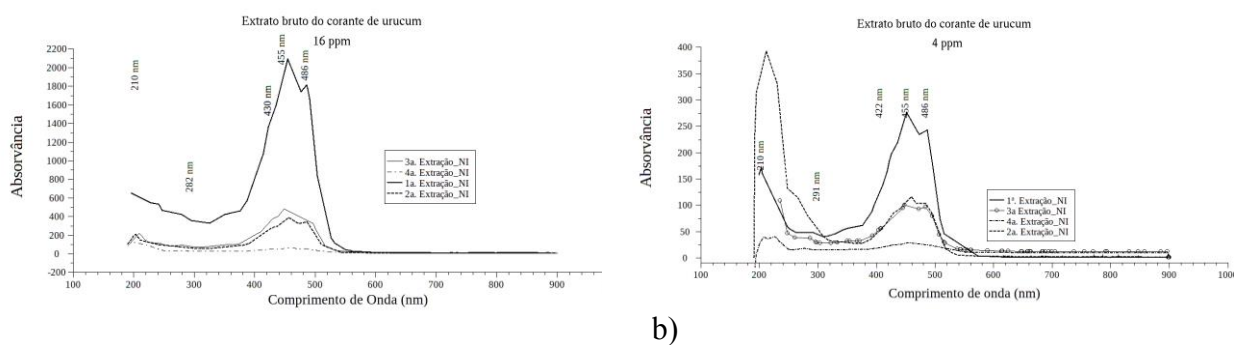 Extrato bruto do corante de urucum
16 ppm
2200
2000
1800
1600
1400
1200
1000
800
600
400
200
0
-200
Absorvância
210 nm
282 nm
430 nm
455 nm
486 nm
3a. Extração_NI
4a. Extração_NI
1a. Extração_NI
2a. Extração_NI
100 200 300 400 500 600 700 800 900
Comprimento de Onda (nm)
Extrato bruto do corante de urucum
4 ppm
400
350
300
250
200
150
100
50
0
Absorvância
210 nm
291 nm
422 nm
455 nm
486 nm
1ª. Extração_NI
3a Extração_NI
4a. Extração_NI
2a. Extração_NI
100 200 300 400 500 600 700 800 900 1000
Comprimento de onda (nm)
b)